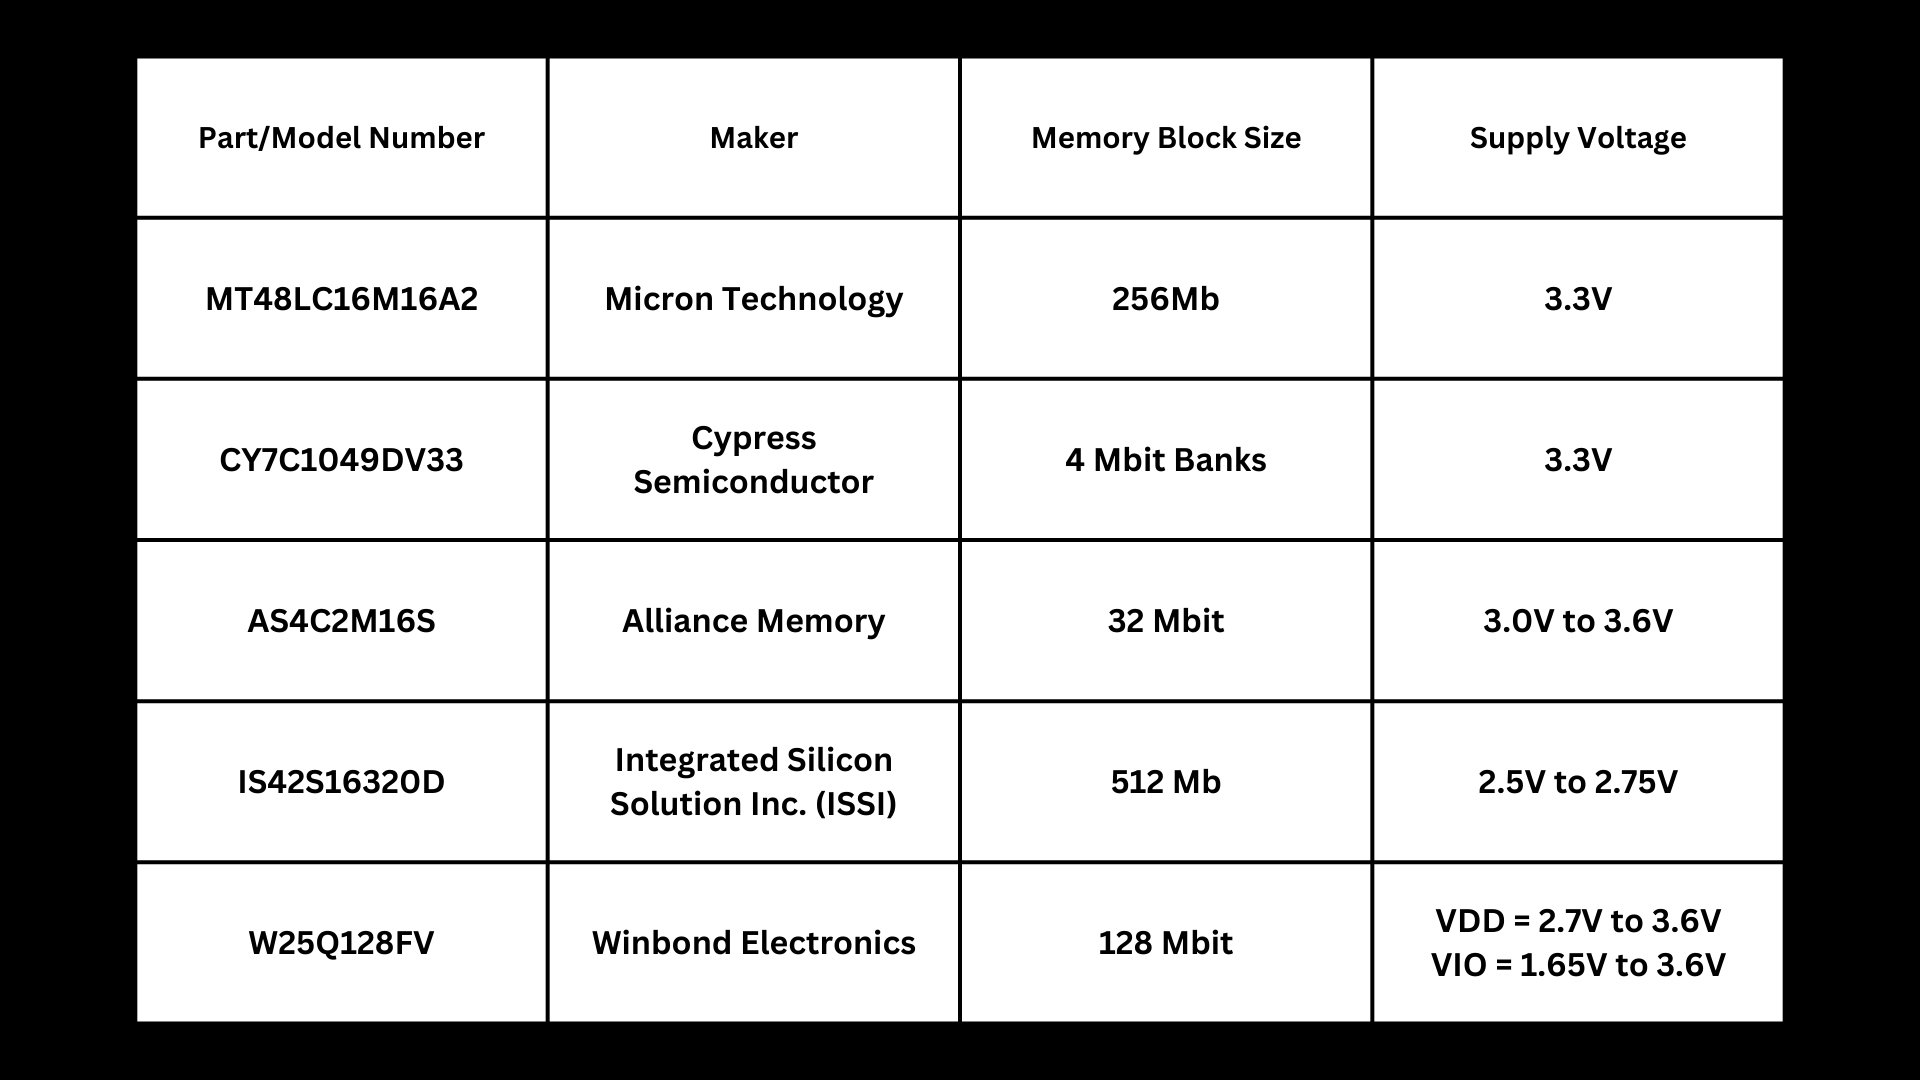 Part/Model Number
Maker
Memory Block Size
Supply Voltage
MT48LC16M16A2
Micron Technology
256Mb
3.3V
CY7C1049DV33
Cypress
Semiconductor
4 Mbit Banks
3.3V
AS4C2M16S
Alliance Memory
32 Mbit
3.0V to 3.6V
IS42S16320D
Integrated Silicon
Solution Inc. (ISSI)
512 Mb
2.5V to 2.75V
W25Q128FV
Winbond Electronics
128 Mbit
VDD = 2.7V to 3.6V
VIO = 1.65V to 3.6V